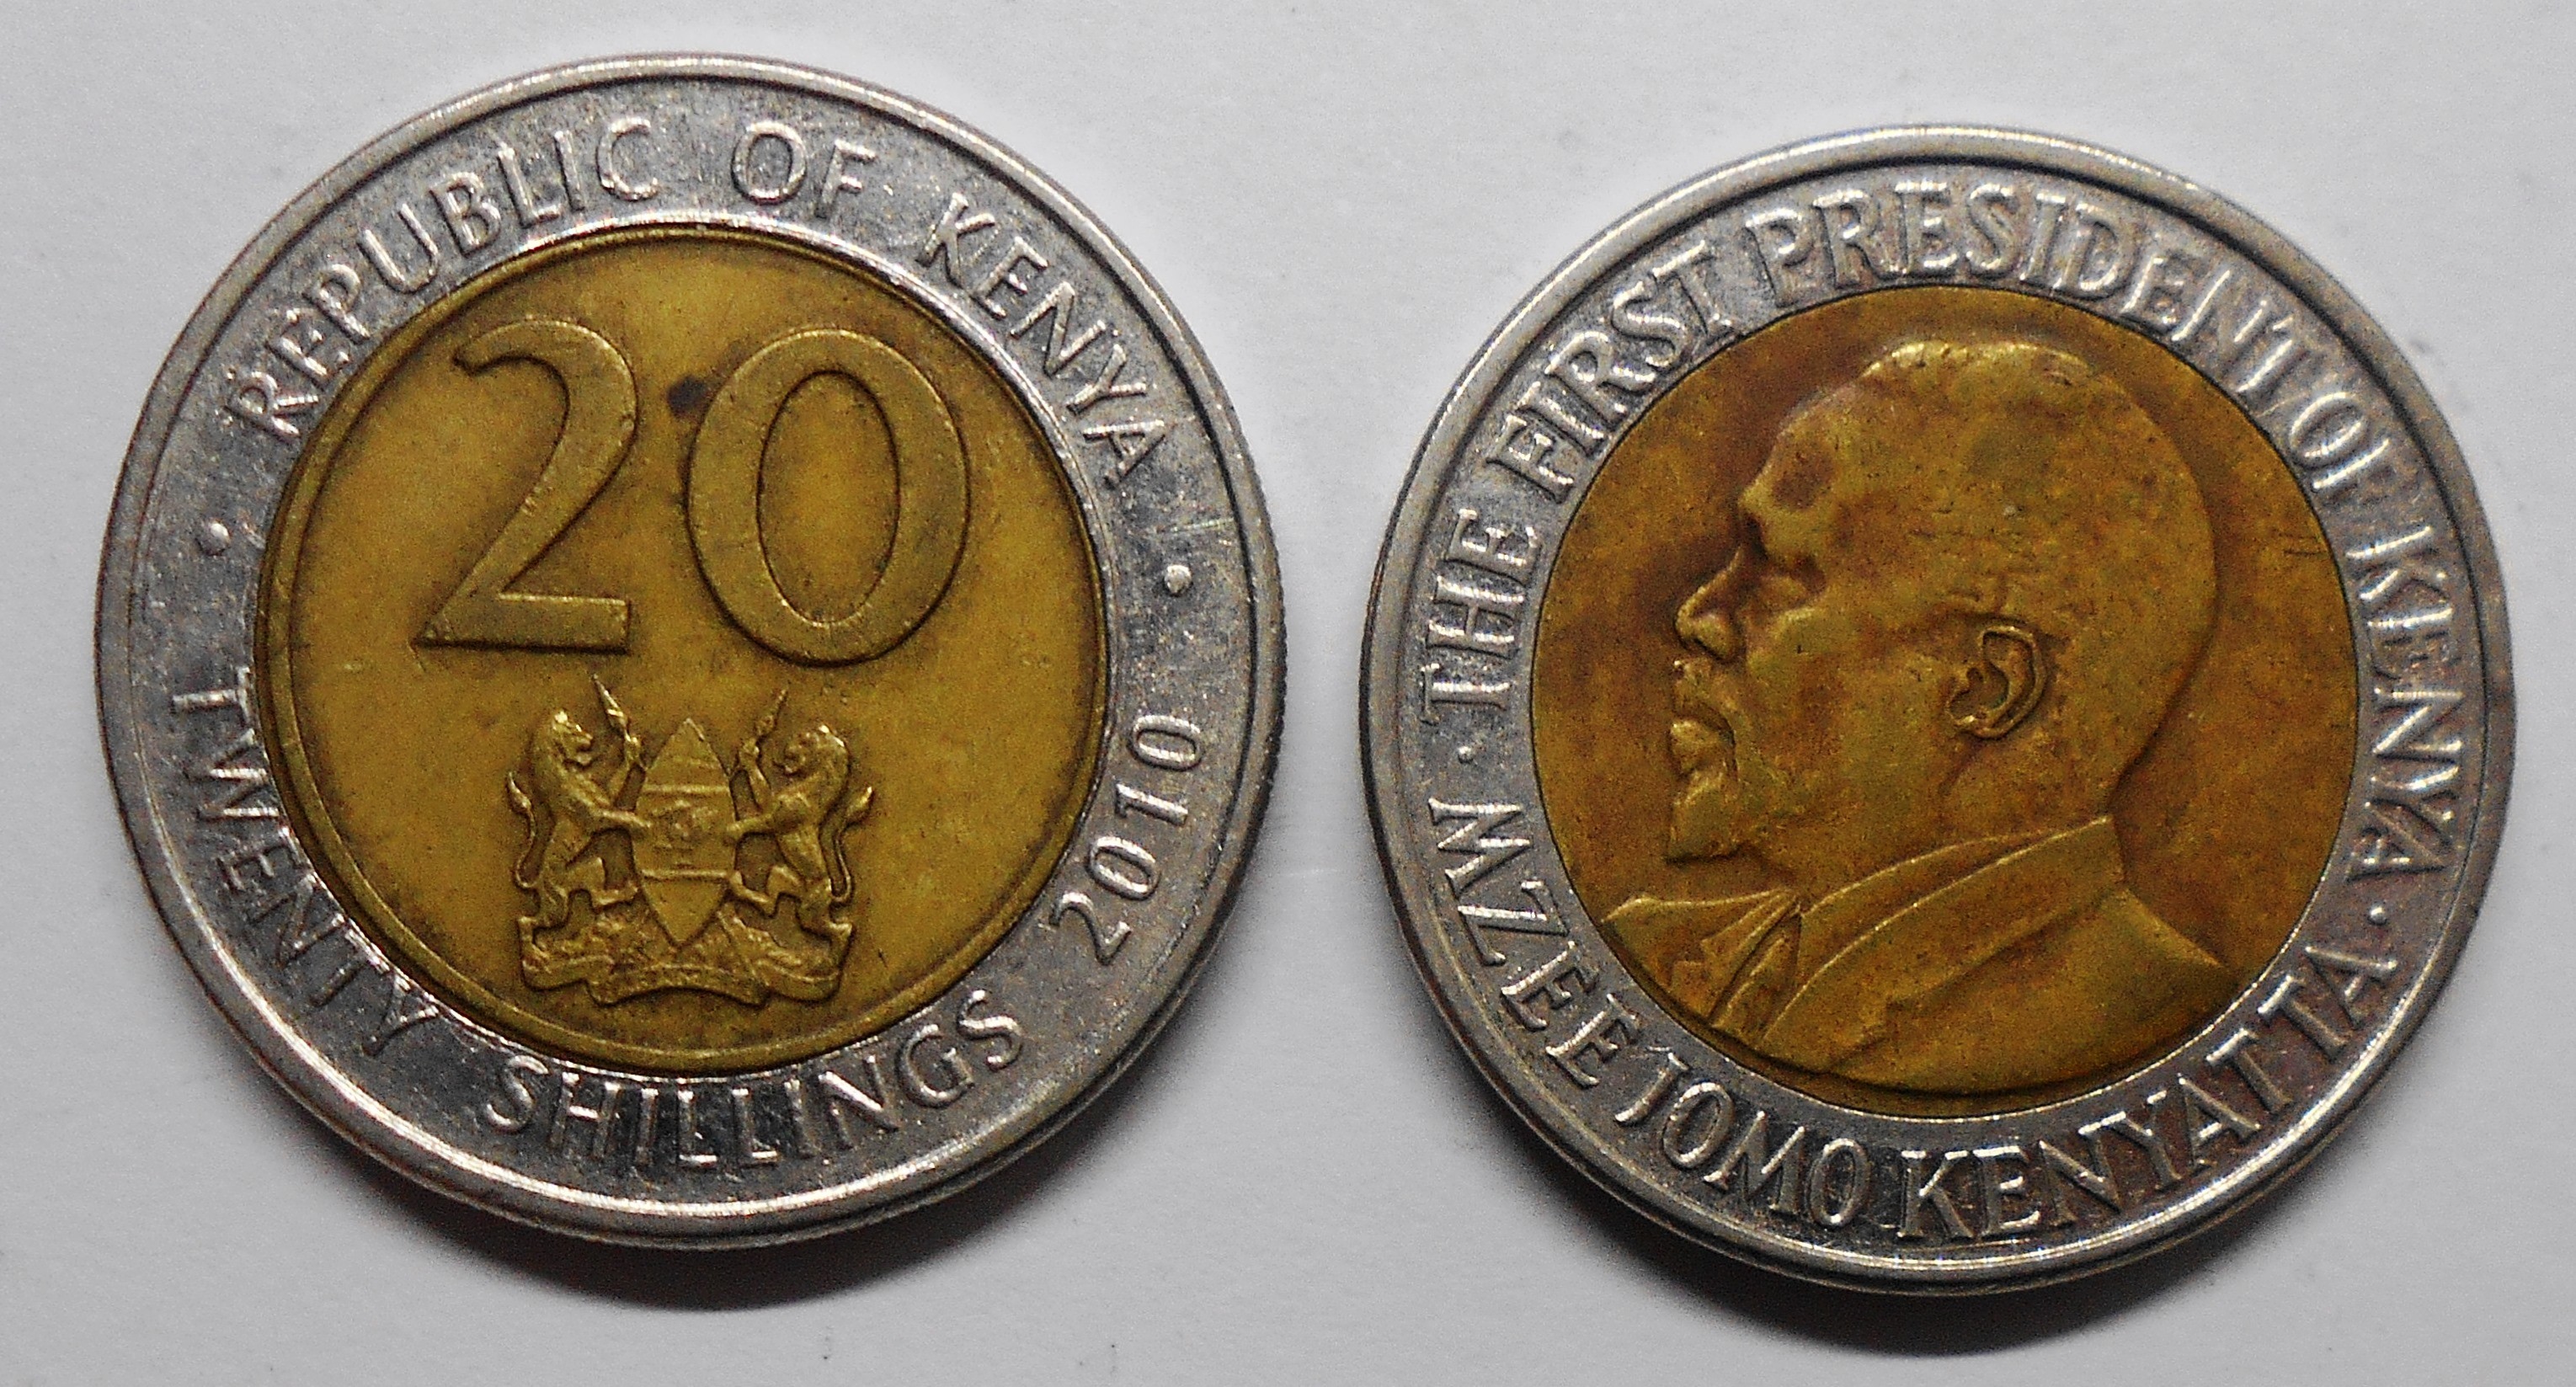 • REPUBLIC OF KENYA •
20
TWENTY SHILLINGS 2010
• THE FIRST PRESIDENT OF KENYA •
MZEE JOMO KENYATTA